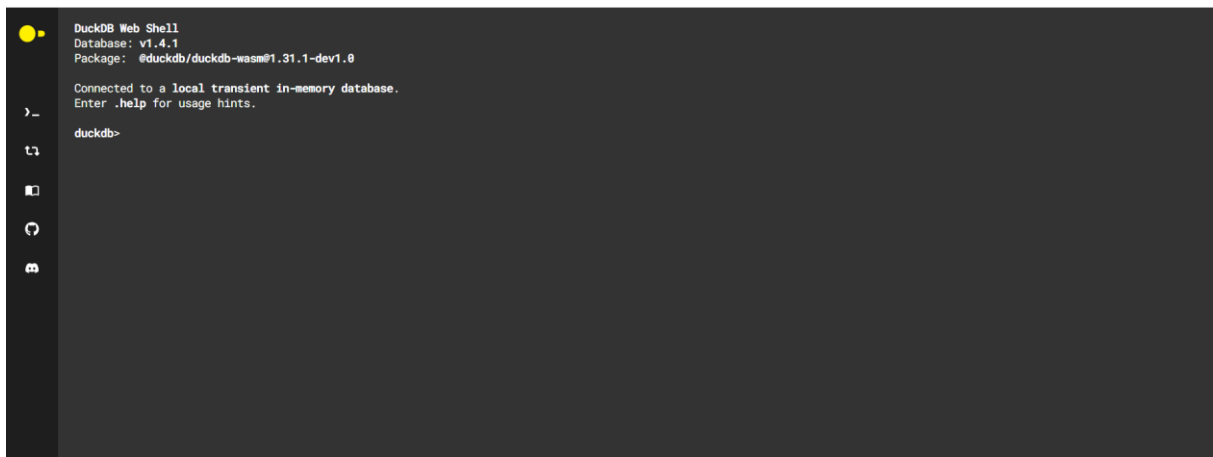 DuckDB Web Shell
Database: v1.4.1
Package:  @duckdb/duckdb-wasm@1.31.1-dev1.0
Connected to a local transient in-memory database.
Enter .help for usage hints.
duckdb>